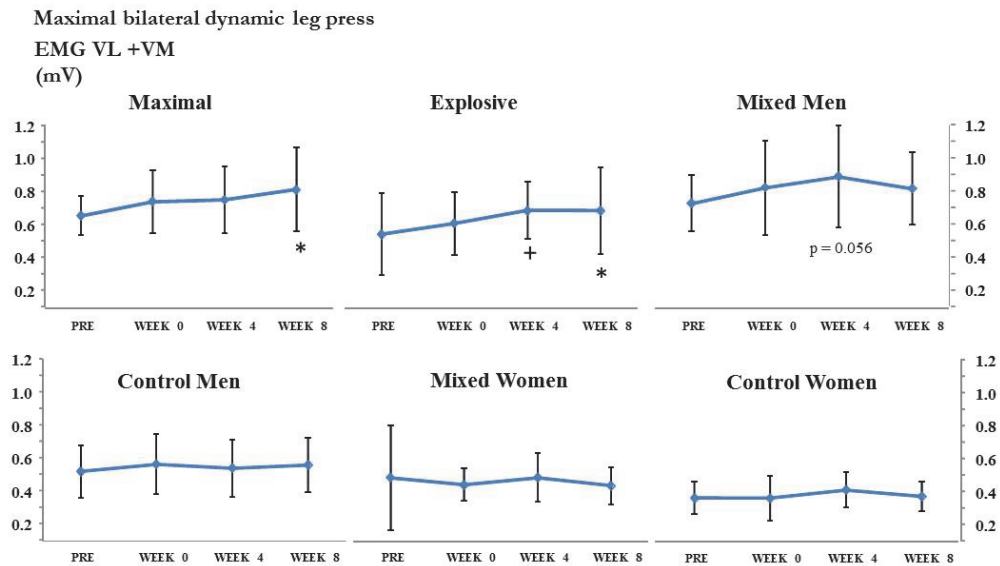 Maximal bilateral dynamic leg press
EMG VL +VM
(mV)
Maximal
Explosive
Mixed Men
1.2
1.0
0.8
0.6
0.4
0.2
1.2
1.0
0.8
0.6
0.4
0.2
*
+
*
p = 0.056
PRE WEEK 0 WEEK 4 WEEK 8
PRE WEEK 0 WEEK 4 WEEK 8
PRE WEEK 0 WEEK 4 WEEK 8
Control Men
Mixed Women
Control Women
1.2
1.0
0.8
0.6
0.4
0.2
1.2
1.0
0.8
0.6
0.4
0.2
PRE WEEK 0 WEEK 4 WEEK 8
PRE WEEK 0 WEEK 4 WEEK 8
PRE WEEK 0 WEEK 4 WEEK 8